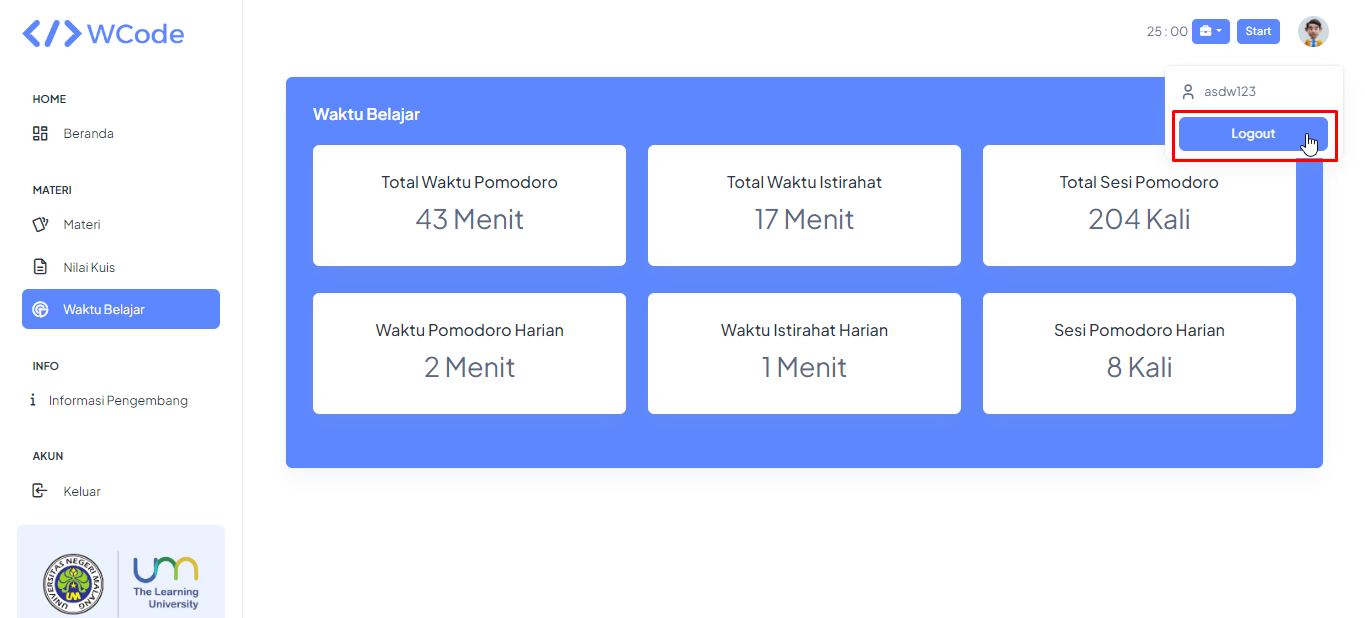 WCode
25 : 00
Start
asdw123
Logout
HOME
Beranda
MATERI
Materi
Nilai Kuis
Waktu Belajar
INFO
Informasi Pengembang
AKUN
Keluar
UNIVERSITAS NEGERI MALANG
UM
The Learning
University
Waktu Belajar
Total Waktu Pomodoro
43 Menit
Total Waktu Istirahat
17 Menit
Total Sesi Pomodoro
204 Kali
Waktu Pomodoro Harian
2 Menit
Waktu Istirahat Harian
1 Menit
Sesi Pomodoro Harian
8 Kali